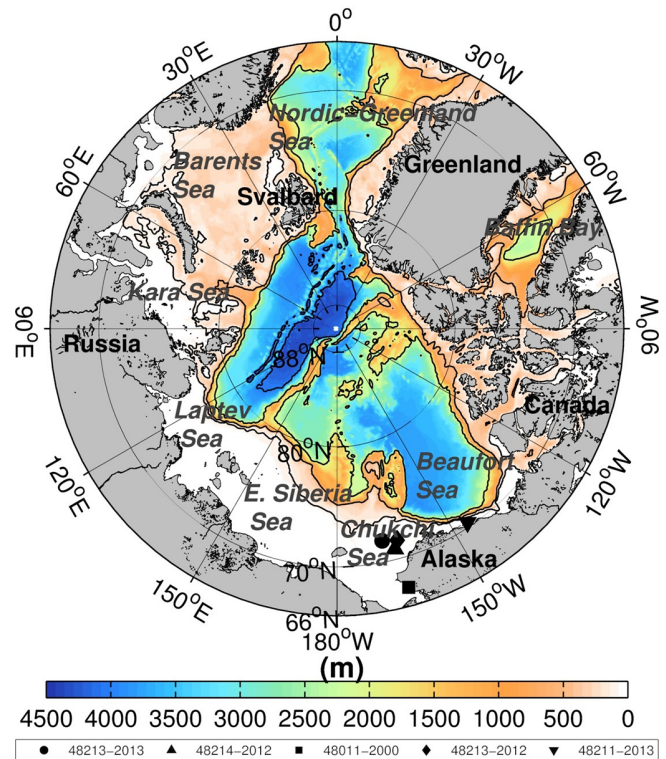 0°
30°E
30°W
Nordic-Greenland
Sea
60°E
60°W
Barents
Sea
Greenland
Svalbard
Baffin Bay
Kara Sea
90°E
90°W
Russia
88°N
Canada
Laptev
Sea
80°N
Beaufort
Sea
120°E
120°W
E. Siberia
Sea
Chukchi
Sea
Alaska
70°N
150°E
150°W
66°N
180°W
(m)
4500 4000 3500 3000 2500 2000 1500 1000 500 0
48213−2013 48214−2012 48011−2000 48213−2012 48211−2013